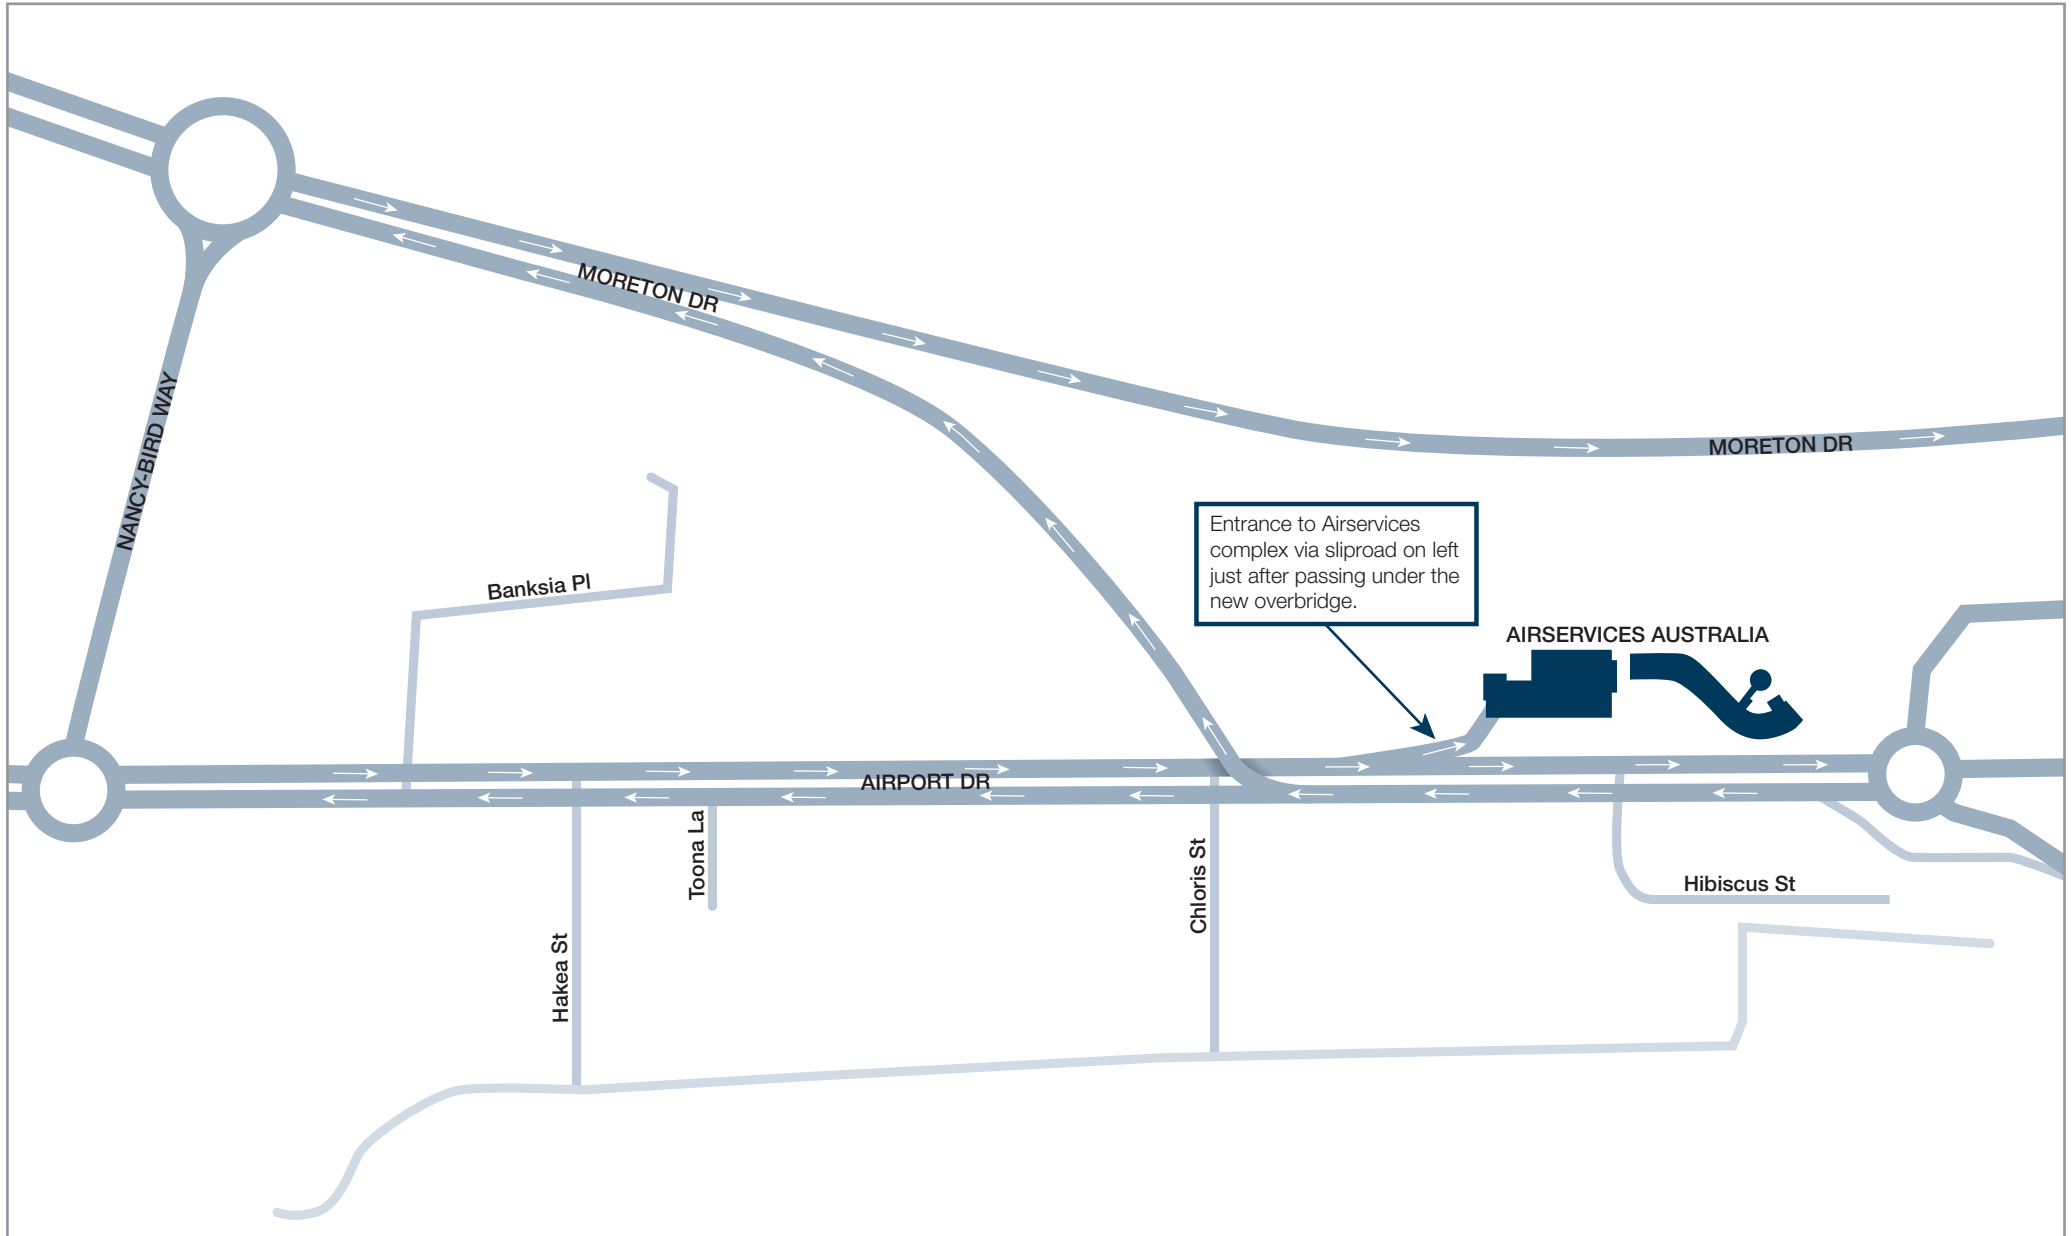 MORETON DR
NANCY-BIRD WAY
MORETON DR
Entrance to Airservices
complex via sliproad on left
just after passing under the
new overbridge.
Banksia Pl
AIRSERVICES AUSTRALIA
AIRPORT DR
Toona La
Chloris St
Hibiscus St
Hakea St